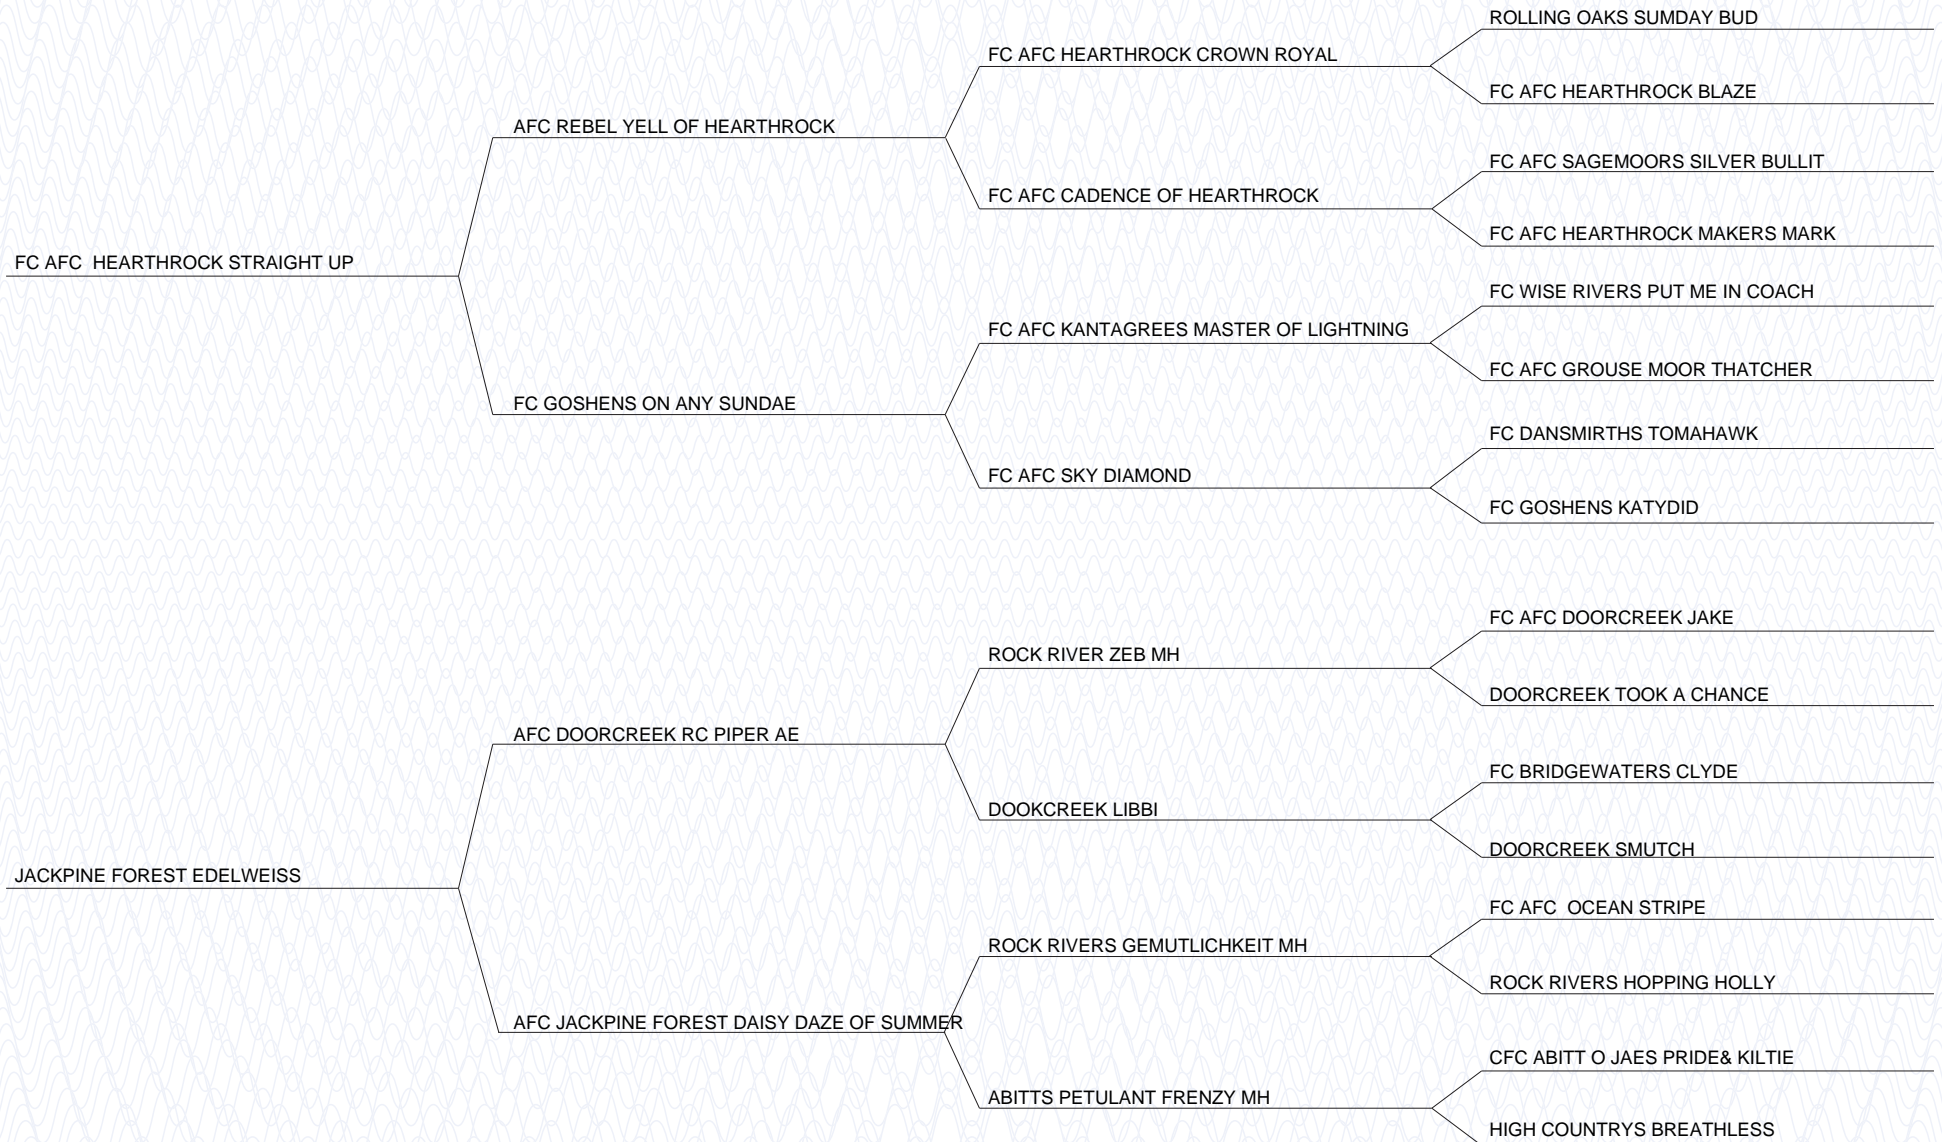 ROLLING OAKS SUMDAY BUD
FC AFC HEARTHROCK CROWN ROYAL
FC AFC HEARTHROCK BLAZE
AFC REBEL YELL OF HEARTHROCK
FC AFC SAGEMOORS SILVER BULLIT
FC AFC CADENCE OF HEARTHROCK
FC AFC HEARTHROCK MAKERS MARK
FC AFC  HEARTHROCK STRAIGHT UP
FC WISE RIVERS PUT ME IN COACH
FC AFC KANTAGREES MASTER OF LIGHTNING
FC AFC GROUSE MOOR THATCHER
FC GOSHENS ON ANY SUNDAE
FC DANSMIRTHS TOMAHAWK
FC AFC SKY DIAMOND
FC GOSHENS KATYDID
FC AFC DOORCREEK JAKE
ROCK RIVER ZEB MH
DOORCREEK TOOK A CHANCE
AFC DOORCREEK RC PIPER AE
FC BRIDGEWATERS CLYDE
DOOKCREEK LIBBI
DOORCREEK SMUTCH
JACKPINE FOREST EDELWEISS
FC AFC  OCEAN STRIPE
ROCK RIVERS GEMUTLICHKEIT MH
ROCK RIVERS HOPPING HOLLY
AFC JACKPINE FOREST DAISY DAZE OF SUMMER
CFC ABITT O JAES PRIDE& KILTIE
ABITTS PETULANT FRENZY MH
HIGH COUNTRYS BREATHLESS